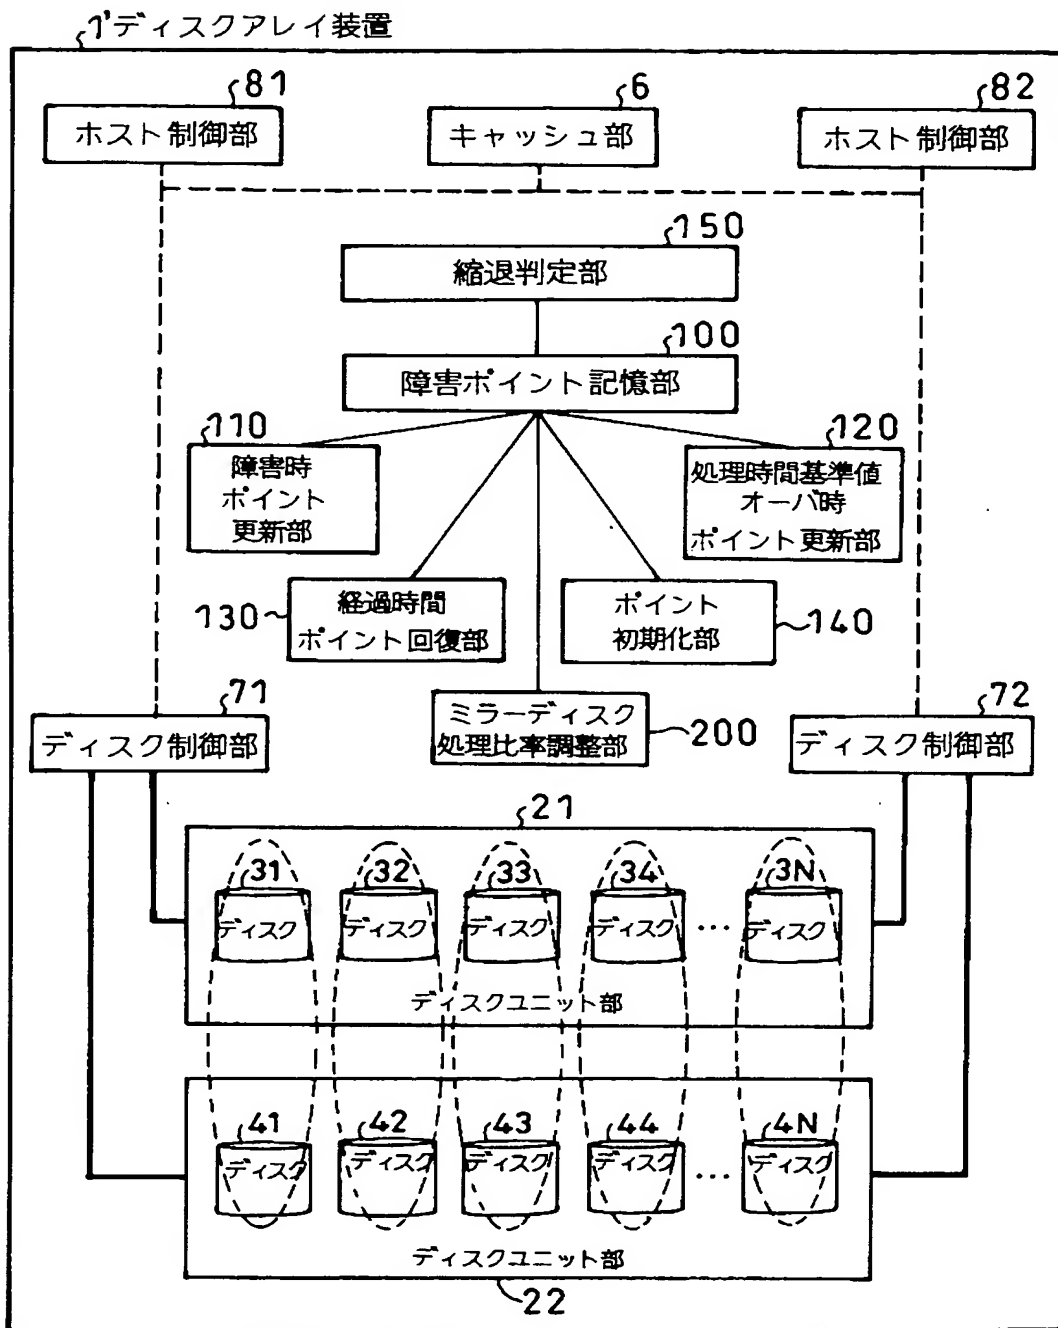 1'ディスクアレイ装置
81
6
82
ホスト制御部
キャッシュ部
ホスト制御部
150
縮退判定部
100
障害ポイント記憶部
110
障害時
ポイント
更新部
120
処理時間基準値
オーバ時
ポイント更新部
130
経過時間
ポイント回復部
ポイント
初期化部
140
71
ディスク制御部
ミラーディスク
処理比率調整部
200
72
ディスク制御部
21
31
32
33
34
3N
ディスク
ディスク
ディスク
ディスク
...
ディスク
ディスクユニット部
41
42
43
44
4N
ディスク
ディスク
ディスク
ディスク
...
ディスク
ディスクユニット部
22